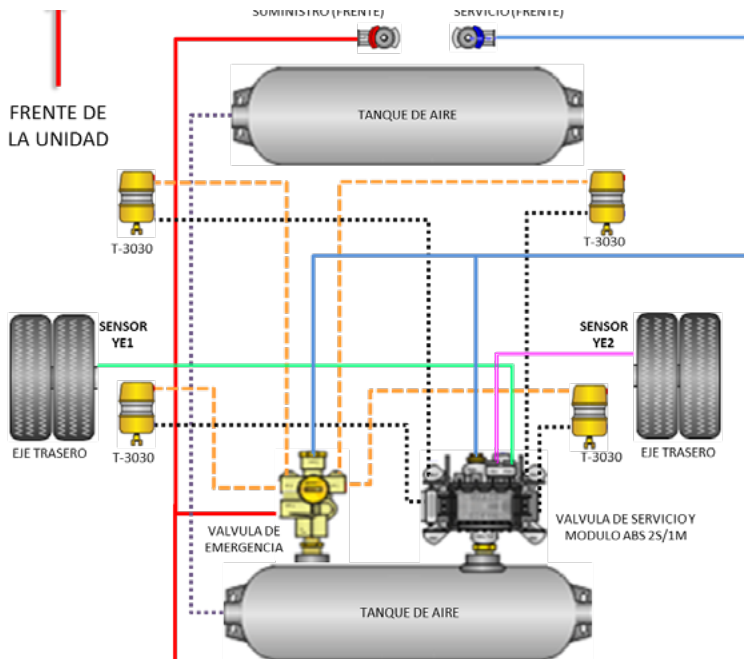 SUMINISTRO (FRENTE)
SERVICIO (FRENTE)
FRENTE DE
LA UNIDAD
TANQUE DE AIRE
T-3030
T-3030
SENSOR
YE1
SENSOR
YE2
EJE TRASERO
T-3030
T-3030
EJE TRASERO
VALVULA DE
EMERGENCIA
VALVULA DE SERVICIO Y
MODULO ABS 2S/1M
TANQUE DE AIRE